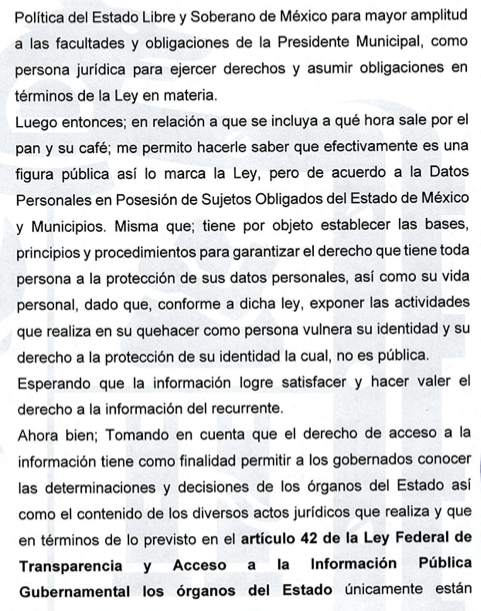 Política del Estado Libre y Soberano de México para mayor amplitud
a las facultades y obligaciones de la Presidente Municipal, como
persona jurídica para ejercer derechos y asumir obligaciones en
términos de la Ley en materia.
Luego entonces; en relación a que se incluya a qué hora sale por el
pan y su café; me permito hacerle saber que efectivamente es una
figura pública así lo marca la Ley, pero de acuerdo a la Datos
Personales en Posesión de Sujetos Obligados del Estado de México
y Municipios. Misma que; tiene por objeto establecer las bases,
principios y procedimientos para garantizar el derecho que tiene toda
persona a la protección de sus datos personales, así como su vida
personal, dado que, conforme a dicha ley, exponer las actividades
que realiza en su quehacer como persona vulnera su identidad y su
derecho a la protección de su identidad la cual, no es pública.
Esperando que la información logre satisfacer y hacer valer el
derecho a la información del recurrente.
Ahora bien; Tomando en cuenta que el derecho de acceso a la
información tiene como finalidad permitir a los gobernados conocer
las determinaciones y decisiones de los órganos del Estado así
como el contenido de los diversos actos jurídicos que realiza y que
en términos de lo previsto en el artículo 42 de la Ley Federal de
Transparencia y Acceso a la Información Pública
Gubernamental los órganos del Estado únicamente están